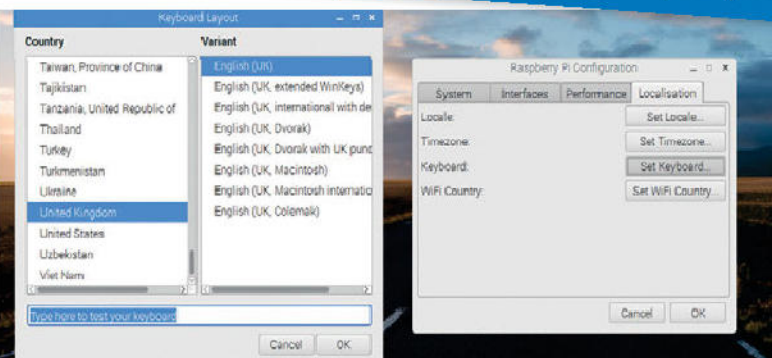 Keyboard Layout
Country
Variant
Taiwan, Province of China
Tajikistan
Tanzania, United Republic of
Thailand
Turkey
Turkmenistan
Ukraine
United Kingdom
United States
Uzbekistan
Viet Nam
English (UK)
English (UK, extended WinKeys)
English (UK, international with de
English (UK, Dvorak)
English (UK, Dvorak with UK punc
English (UK, Macintosh)
English (UK, Macintosh internatio
English (UK, Colemak)
Type here to test your keyboard
Cancel OK
Raspberry Pi Configuration
System Interfaces Performance Localisation
Locale: Set Locale...
Timezone: Set Timezone...
Keyboard: Set Keyboard...
WiFi Country: Set WiFi Country...
Cancel OK